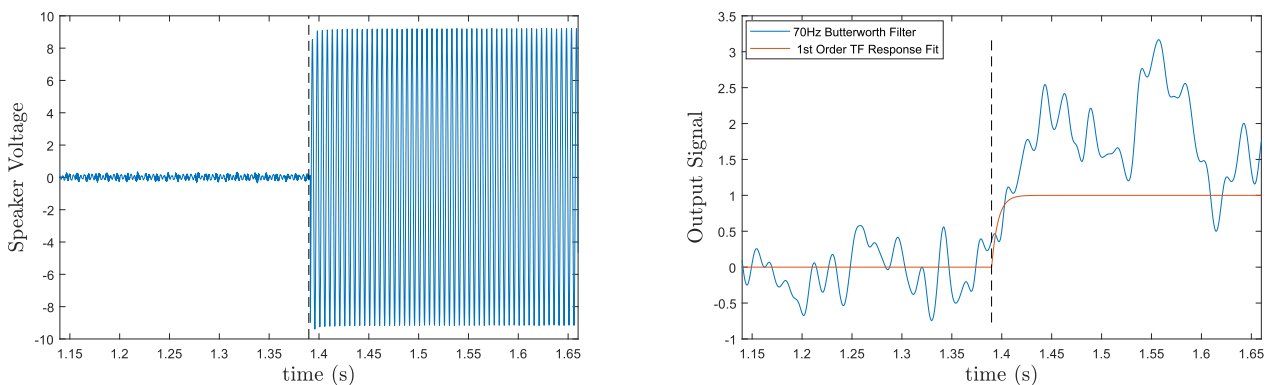 10
8
6
4
2
0
-2
-4
-6
-8
-10
Speaker Voltage
1.15 1.2 1.25 1.3 1.35 1.4 1.45 1.5 1.55 1.6 1.65
time (s)
3.5
3
2.5
2
1.5
1
0.5
0
-0.5
-1
Output Signal
70Hz Butterworth Filter
1st Order TF Response Fit
1.15 1.2 1.25 1.3 1.35 1.4 1.45 1.5 1.55 1.6 1.65
time (s)